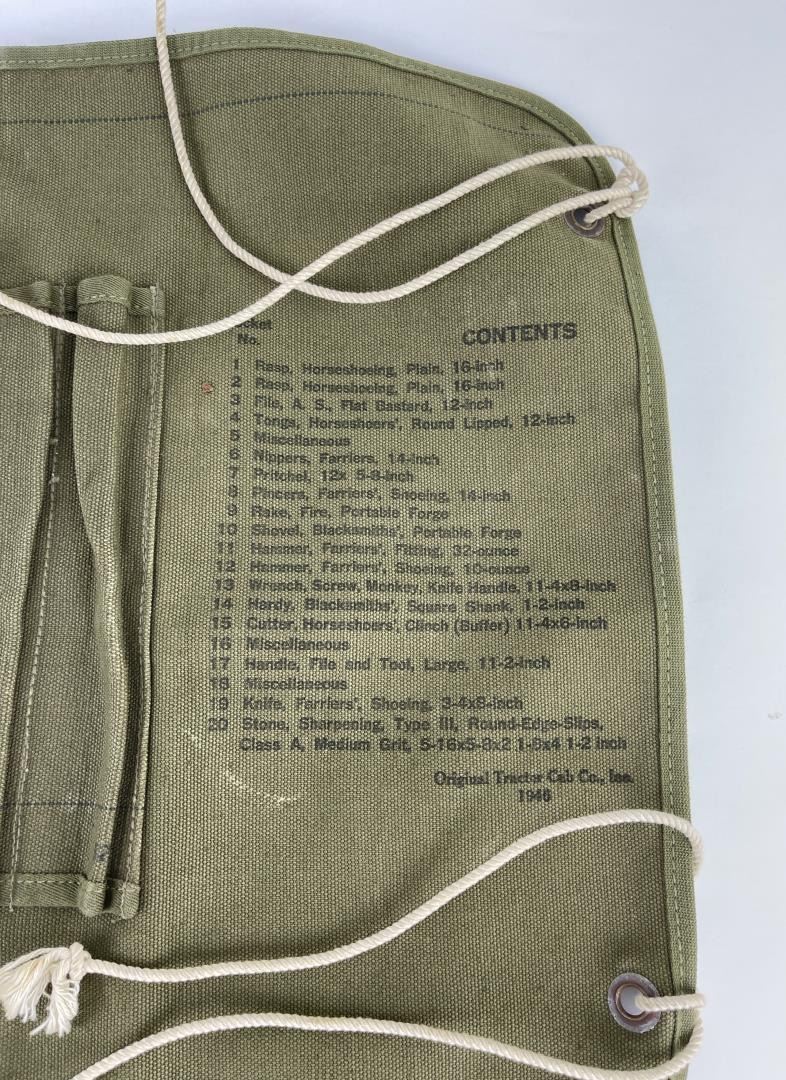 cket
No. CONTENTS
1 Rasp, Horseshoeing, Plain, 16-inch
2 Rasp, Horseshoeing, Plain, 16-inch
3 File, A. S., Flat Bastard, 12-inch
4 Tongs, Horseshoers', Round Lipped, 12-inch
5 Miscellaneous
6 Nippers, Farriers, 14-inch
7 Pritchel, 12x 5-8-inch
8 Pincers, Farriers', Shoeing, 14-inch
9 Rake, Fire, Portable Forge
10 Shovel, Blacksmiths', Portable Forge
11 Hammer, Farriers', Fitting, 32-ounce
12 Hammer, Farriers', Shoeing, 10-ounce
13 Wrench, Screw, Monkey, Knife Handle, 11-4x8-inch
14 Hardy, Blacksmiths', Square Shank, 1-2-inch
15 Cutter, Horseshoers', Clinch (Buffer) 11-4x6-inch
16 Miscellaneous
17 Handle, File and Tool, Large, 11-2-inch
18 Miscellaneous
19 Knife, Farriers', Shoeing, 3-4x8-inch
20 Stone, Sharpening, Type III, Round-Edge-Slips,
Class A, Medium Grit, 5-16x5-8x2 1-8x4 1-2 inch
Original Tractor Cab Co., Inc.
1946